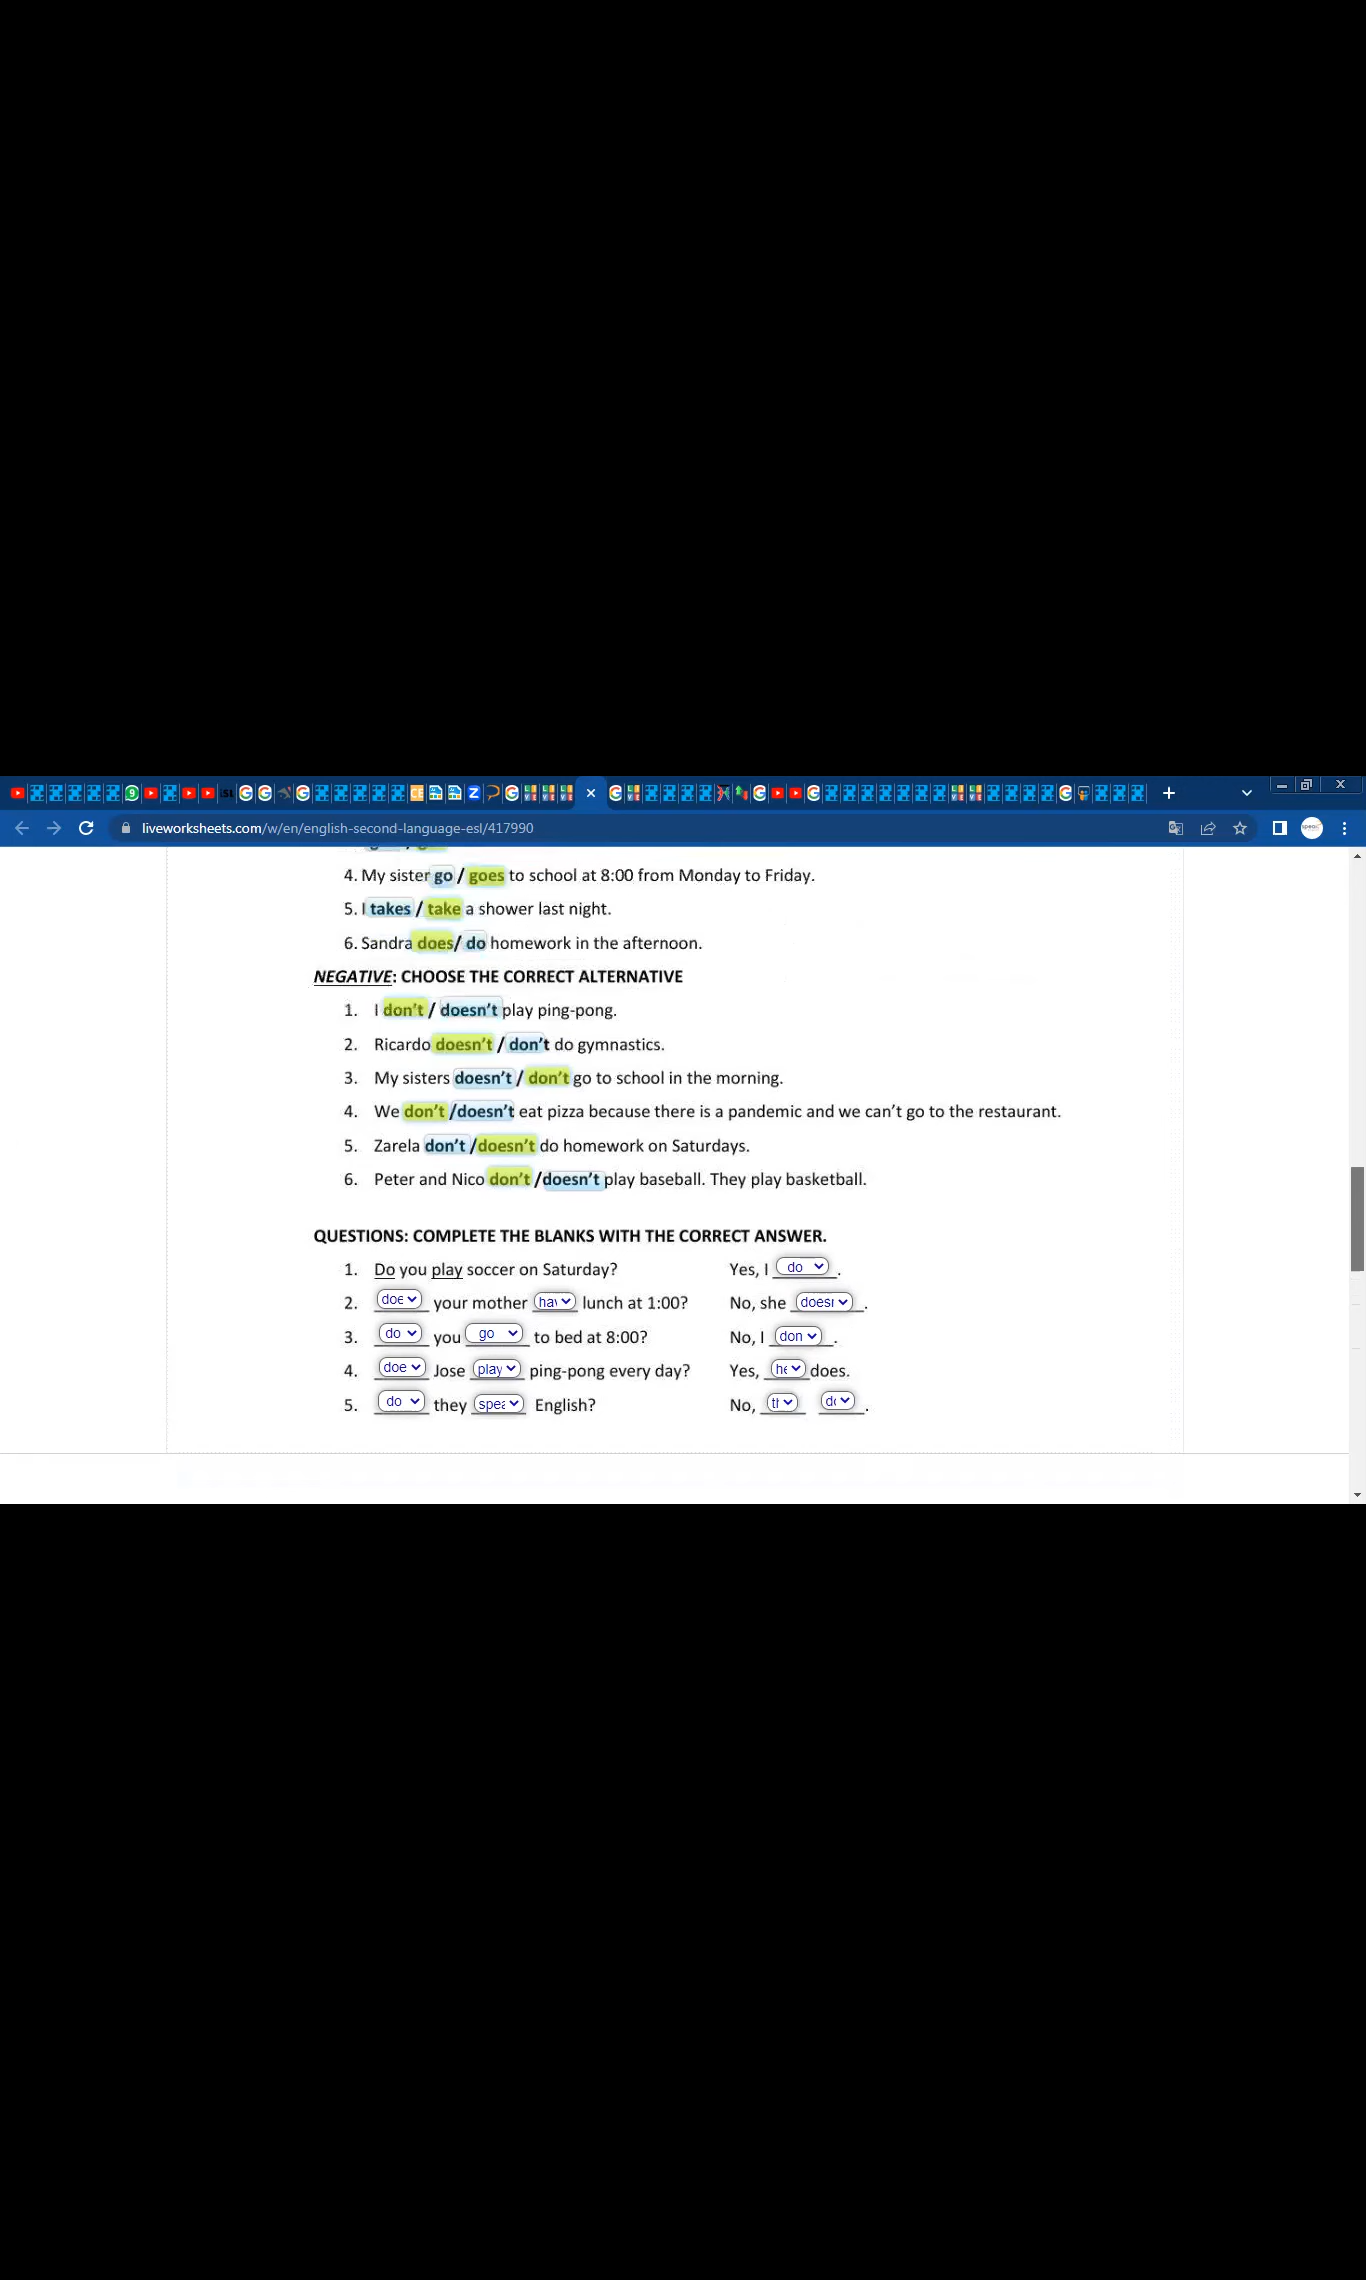 liveworksheets.com/w/en/english-second-language-esl/417990
4. My sister go / goes to school at 8:00 from Monday to Friday.
5. I takes / take a shower last night.
6. Sandra does/ do homework in the afternoon.
NEGATIVE: CHOOSE THE CORRECT ALTERNATIVE
1. I don't / doesn't play ping-pong.
2. Ricardo doesn't / don't do gymnastics.
3. My sisters doesn't / don't go to school in the morning.
4. We don't /doesn't eat pizza because there is a pandemic and we can't go to the restaurant.
5. Zarela don't /doesn't do homework on Saturdays.
6. Peter and Nico don't /doesn't play baseball. They play basketball.
QUESTIONS: COMPLETE THE BLANKS WITH THE CORRECT ANSWER.
1. Do you play soccer on Saturday? Yes, I do .
2. doe your mother hav lunch at 1:00? No, she doesn .
3. do you go to bed at 8:00? No, I don .
4. doe Jose play ping-pong every day? Yes, he does.
5. do they spea English? No, th do .